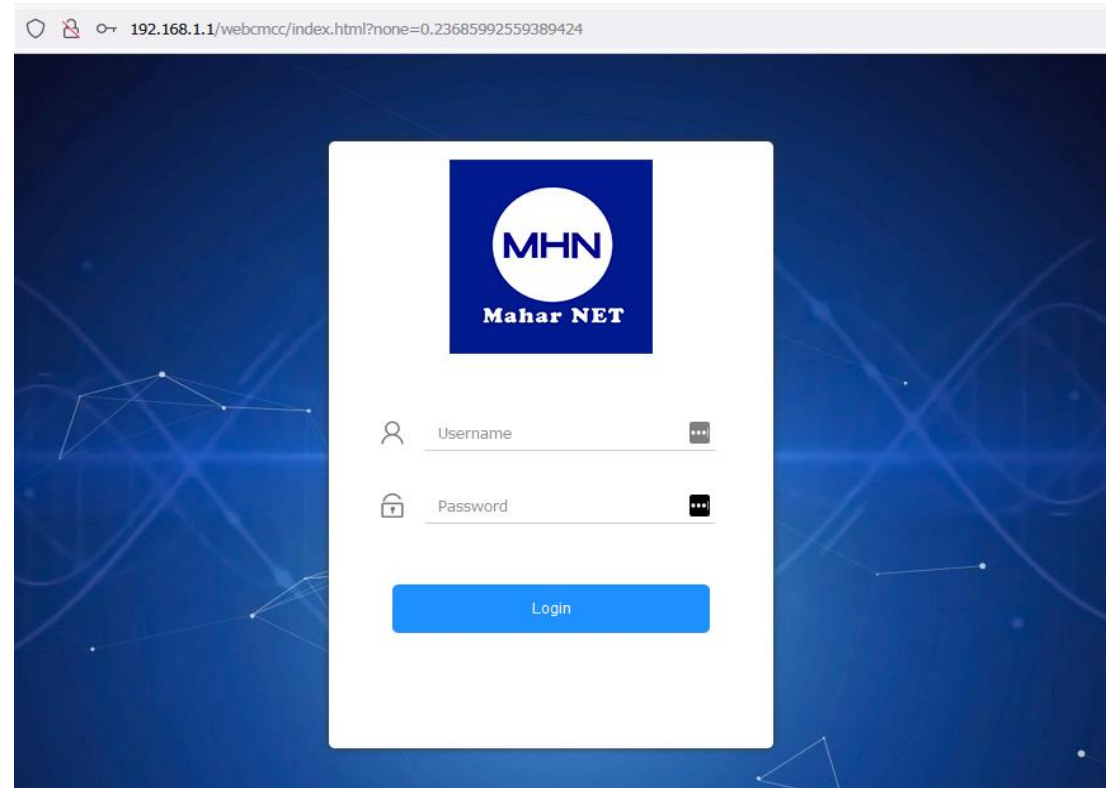 192.168.1.1/webcmcc/index.html?none=0.23685992559389424
MHN
Mahar NET
Username
Password
Login